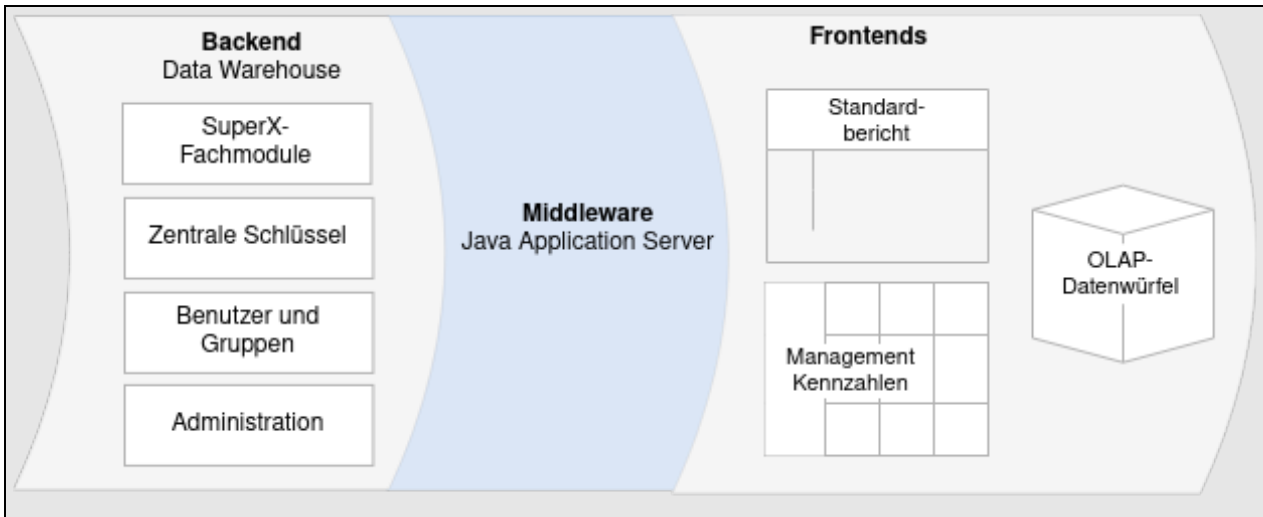 Backend
Data Warehouse
SuperX-
Fachmodule
Zentrale Schlüssel
Benutzer und
Gruppen
Administration
Middleware
Java Application Server
Frontends
Standard-
bericht
Management
Kennzahlen
OLAP-
Datenwürfel